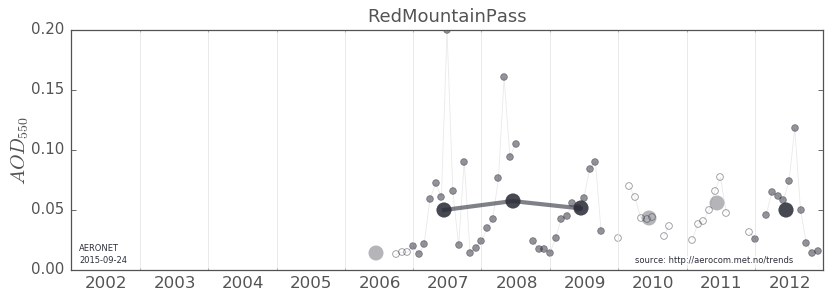 RedMountainPass
0.20
0.15
0.10
0.05
0.00
AOD550
AERONET
2015-09-24
source: http://aerocom.met.no/trends
2002 2003 2004 2005 2006 2007 2008 2009 2010 2011 2012